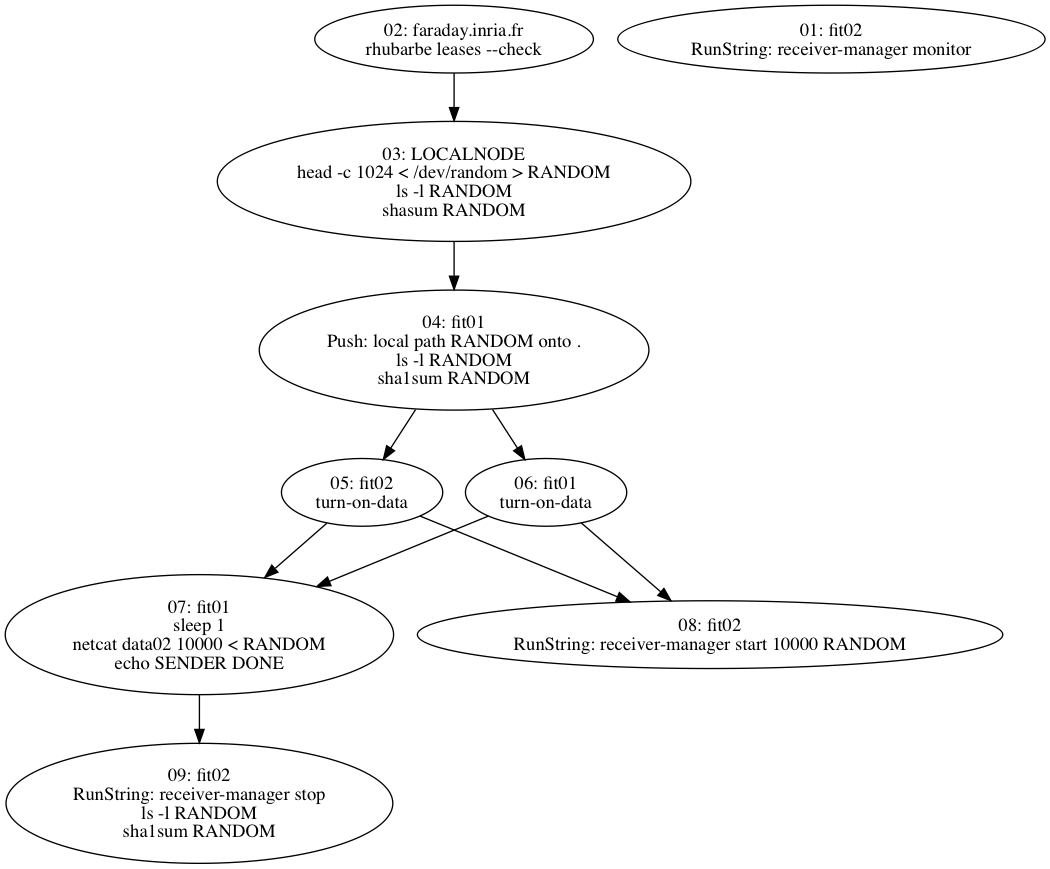 02: faraday.inria.fr
rhubarbe leases --check
01: fit02
RunString: receiver-manager monitor
03: LOCALNODE
head -c 1024 < /dev/random > RANDOM
ls -l RANDOM
shasum RANDOM
04: fit01
Push: local path RANDOM onto .
ls -l RANDOM
sha1sum RANDOM
05: fit02
turn-on-data
06: fit01
turn-on-data
07: fit01
sleep 1
netcat data02 10000 < RANDOM
echo SENDER DONE
08: fit02
RunString: receiver-manager start 10000 RANDOM
09: fit02
RunString: receiver-manager stop
ls -l RANDOM
sha1sum RANDOM